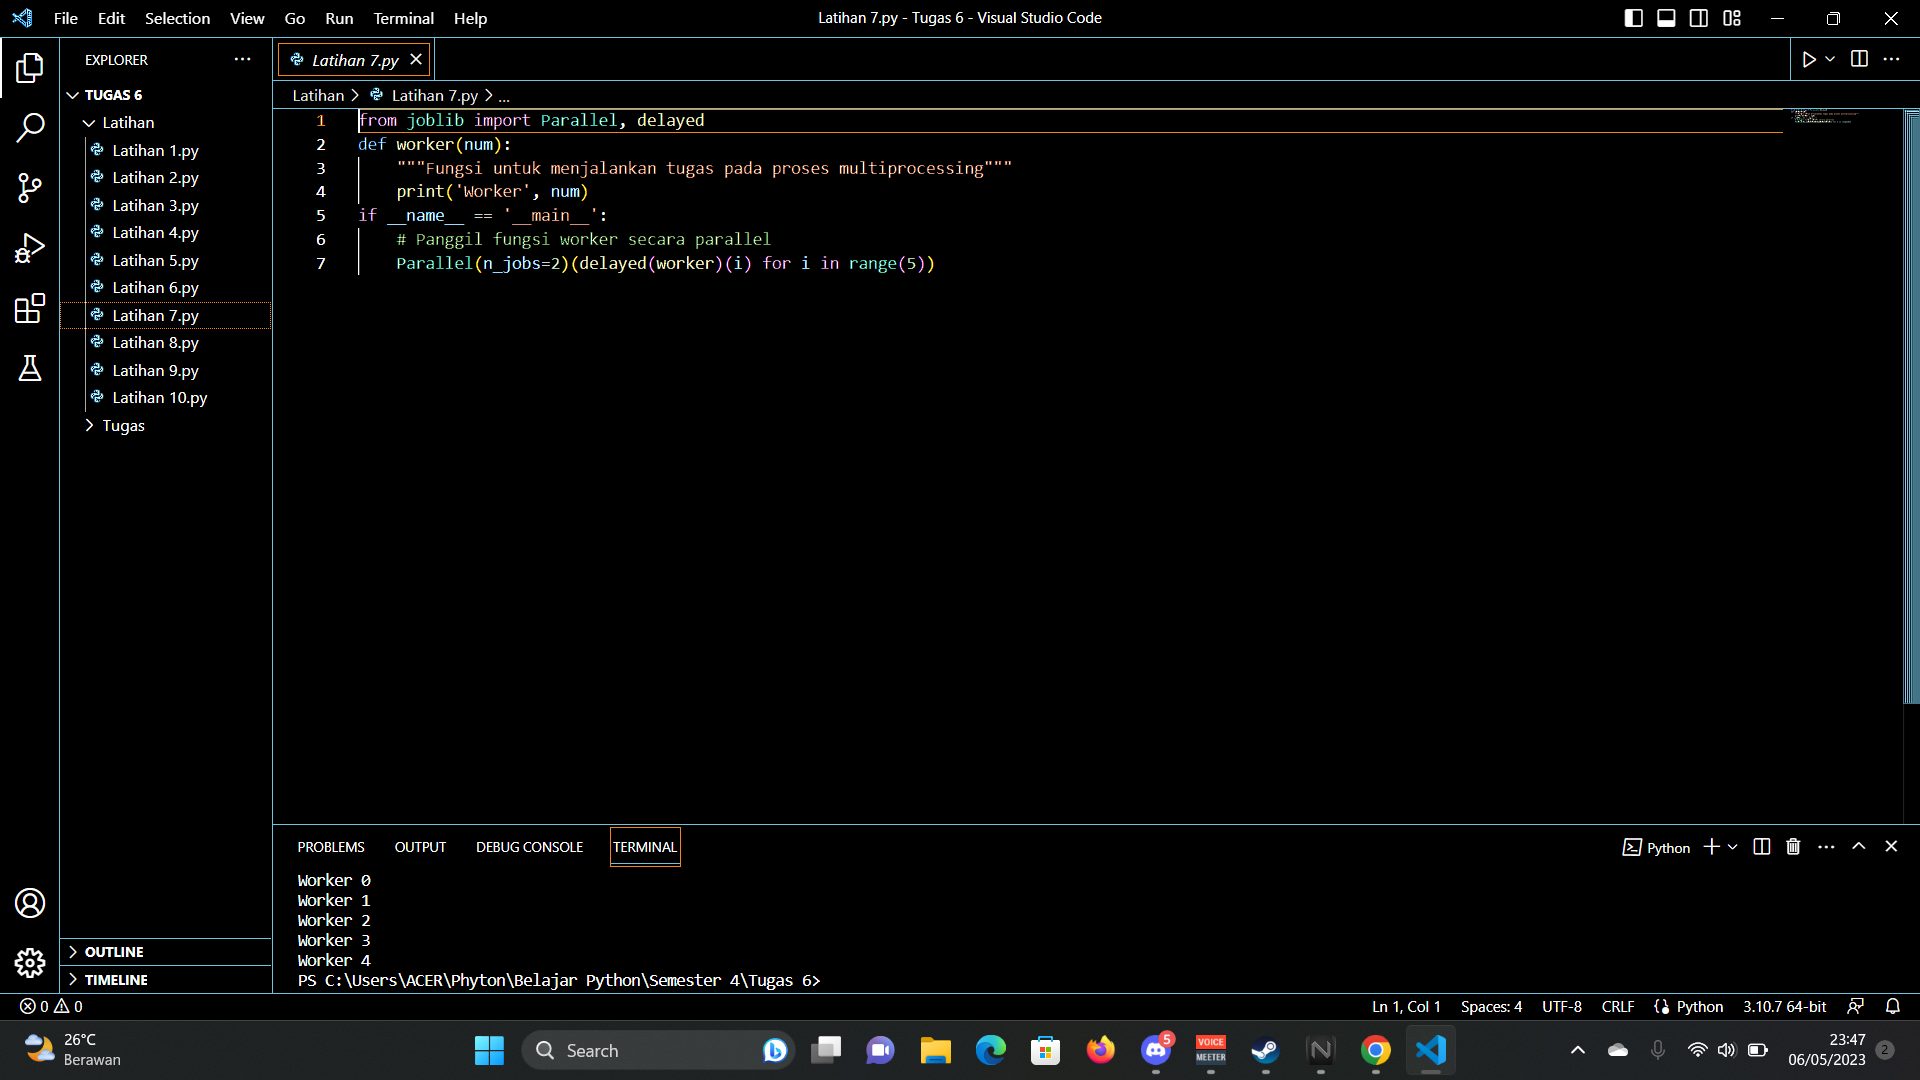 File Edit Selection View Go Run Terminal Help
Latihan 7.py - Tugas 6 - Visual Studio Code
EXPLORER
TUGAS 6
Latihan
Latihan 1.py
Latihan 2.py
Latihan 3.py
Latihan 4.py
Latihan 5.py
Latihan 6.py
Latihan 7.py
Latihan 8.py
Latihan 9.py
Latihan 10.py
Tugas
OUTLINE
TIMELINE
Latihan 7.py
Latihan > Latihan 7.py > ...
1 from joblib import Parallel, delayed
2 def worker(num):
3 """Fungsi untuk menjalankan tugas pada proses multiprocessing"""
4 print('Worker', num)
5 if __name__ == '__main__':
6 # Panggil fungsi worker secara parallel
7 Parallel(n_jobs=2)(delayed(worker)(i) for i in range(5))
PROBLEMS OUTPUT DEBUG CONSOLE TERMINAL
Python
Worker 0
Worker 1
Worker 2
Worker 3
Worker 4
PS C:\Users\ACER\Phyton\Belajar Python\Semester 4\Tugas 6>
0 0
Ln 1, Col 1 Spaces: 4 UTF-8 CRLF Python 3.10.7 64-bit
26°C
Berawan
Search
5
VOICE
MEETER
23:47
06/05/2023
2